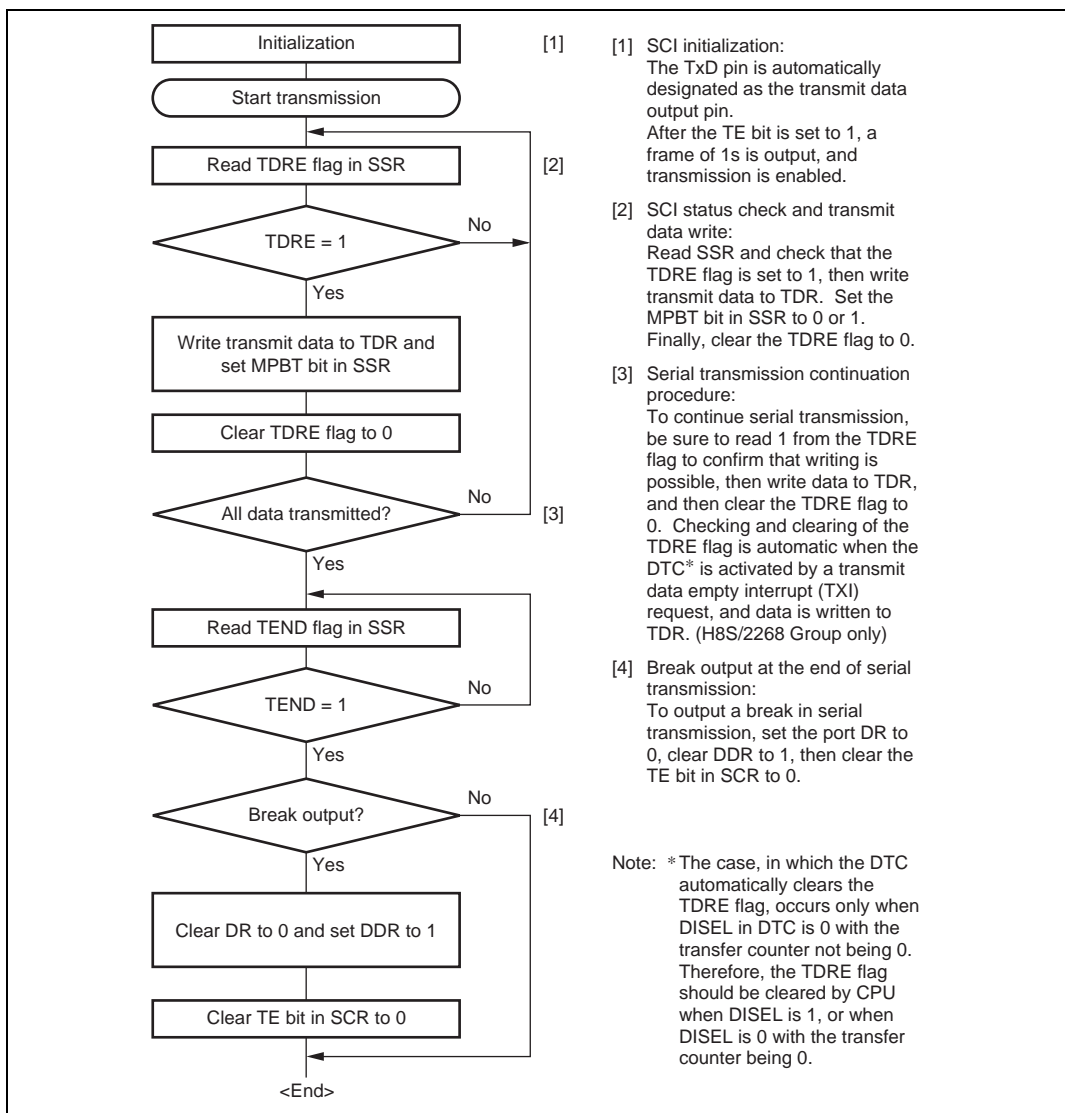 Initialization
[1]
Start transmission
Read TDRE flag in SSR
[2]
TDRE = 1
No
Yes
Write transmit data to TDR and
set MPBT bit in SSR
Clear TDRE flag to 0
All data transmitted?
No
[3]
Yes
Read TEND flag in SSR
TEND = 1
No
Yes
Break output?
No
[4]
Yes
Clear DR to 0 and set DDR to 1
Clear TE bit in SCR to 0
<End>
[1] SCI initialization:
The TxD pin is automatically
designated as the transmit data
output pin.
After the TE bit is set to 1, a
frame of 1s is output, and
transmission is enabled.
[2] SCI status check and transmit
data write:
Read SSR and check that the
TDRE flag is set to 1, then write
transmit data to TDR. Set the
MPBT bit in SSR to 0 or 1.
Finally, clear the TDRE flag to 0.
[3] Serial transmission continuation
procedure:
To continue serial transmission,
be sure to read 1 from the TDRE
flag to confirm that writing is
possible, then write data to TDR,
and then clear the TDRE flag to
0. Checking and clearing of the
TDRE flag is automatic when the
DTC* is activated by a transmit
data empty interrupt (TXI)
request, and data is written to
TDR. (H8S/2268 Group only)
[4] Break output at the end of serial
transmission:
To output a break in serial
transmission, set the port DR to
0, clear DDR to 1, then clear the
TE bit in SCR to 0.
Note: * The case, in which the DTC
automatically clears the
TDRE flag, occurs only when
DISEL in DTC is 0 with the
transfer counter not being 0.
Therefore, the TDRE flag
should be cleared by CPU
when DISEL is 1, or when
DISEL is 0 with the transfer
counter being 0.